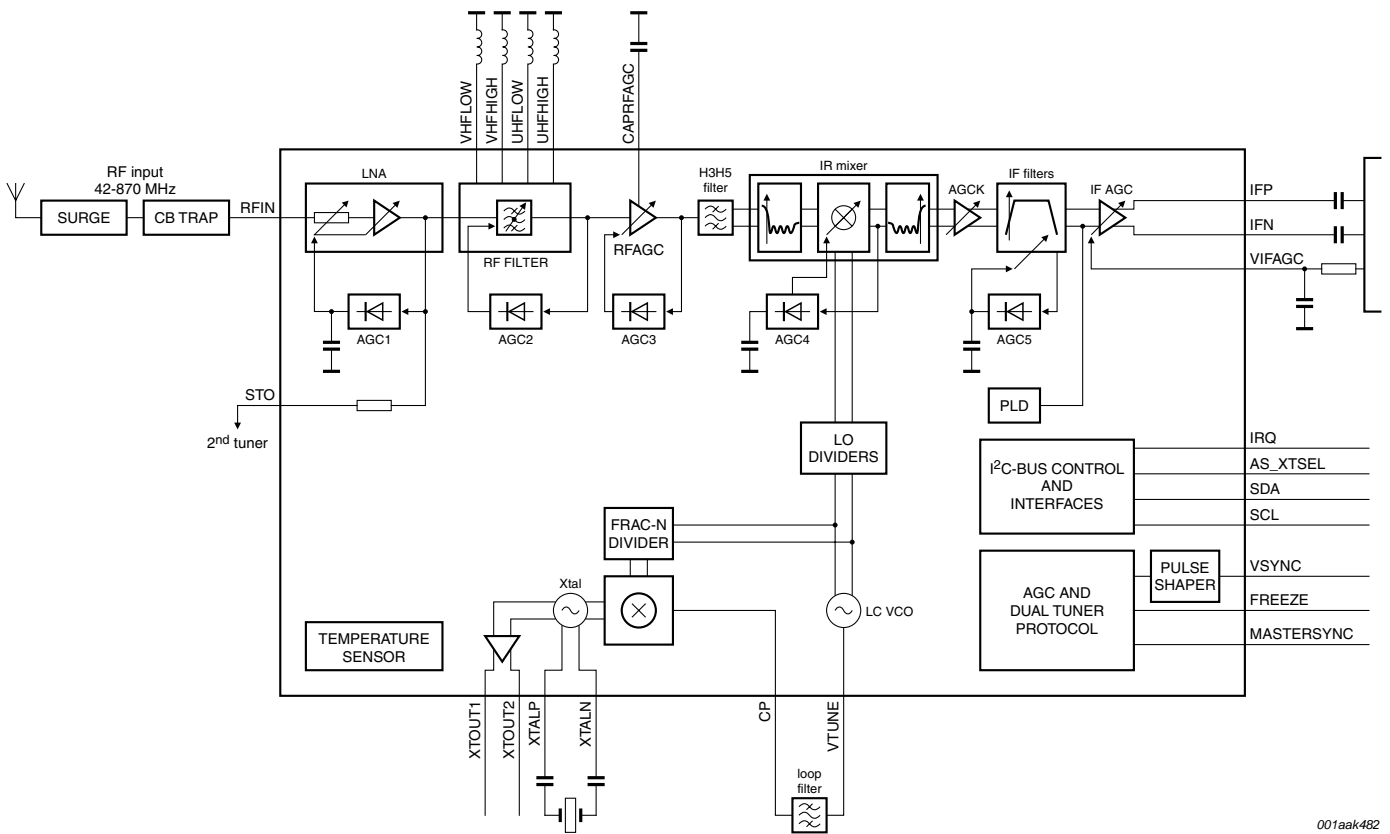 VHFLOW
VHFHIGH
UHFLOW
UHFHIGH
CAPRFAGC
RF input
42-870 MHz
SURGE
CB TRAP
RFIN
LNA
RF FILTER
RFAGC
H3H5
filter
IR mixer
AGCK
IF filters
IF AGC
IFP
IFN
VIFAGC
AGC1
AGC2
AGC3
AGC4
AGC5
STO
2nd tuner
PLD
LO
DIVIDERS
I2C-BUS CONTROL
AND
INTERFACES
IRQ
AS_XTSEL
SDA
SCL
FRAC-N
DIVIDER
Xtal
LC VCO
TEMPERATURE
SENSOR
AGC AND
DUAL TUNER
PROTOCOL
PULSE
SHAPER
VSYNC
FREEZE
MASTERSYNC
XTOUT1
XTOUT2
XTALP
XTALN
CP
VTUNE
loop
filter
001aak482